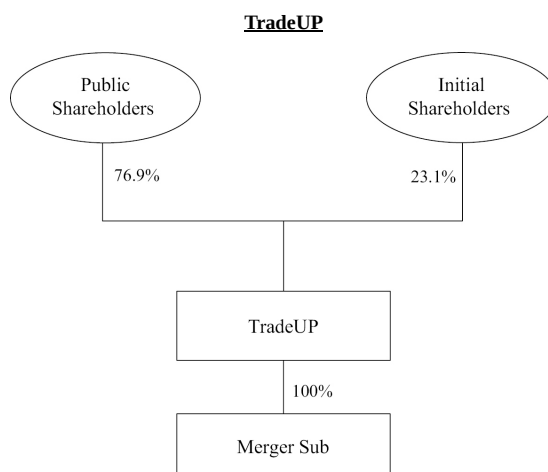 TradeUP
Public
Shareholders
Initial
Shareholders
76.9%
23.1%
TradeUP
100%
Merger Sub